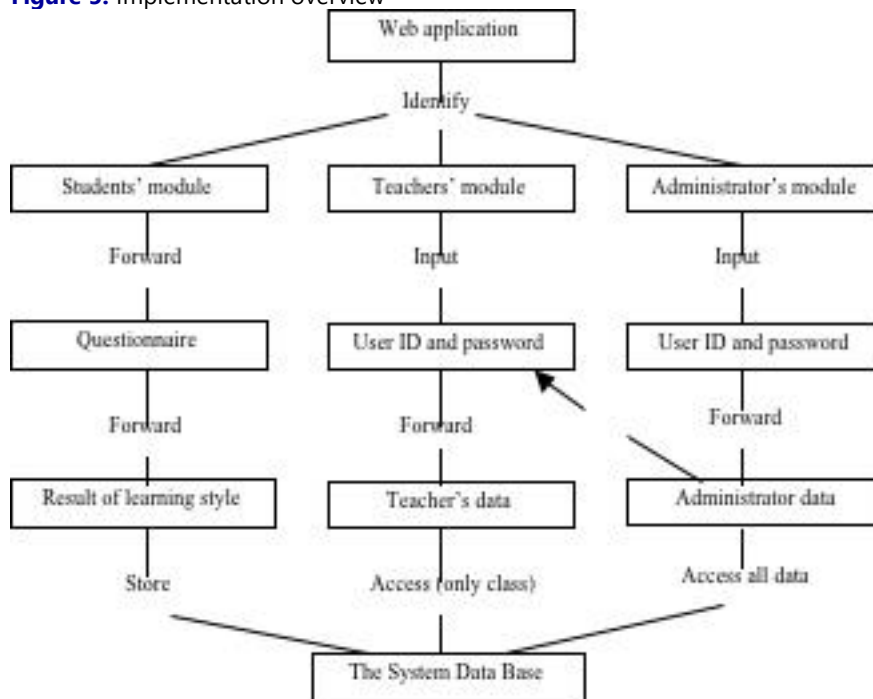 Figure 5. Implementation overview
Web application
Identify
Students' module
Teachers' module
Administrator's module
Forward
Input
Input
Questionnaire
User ID and password
User ID and password
Forward
Forward
Forward
Result of learning style
Teacher's data
Administrator data
Store
Access (only class)
Access all data
The System Data Base